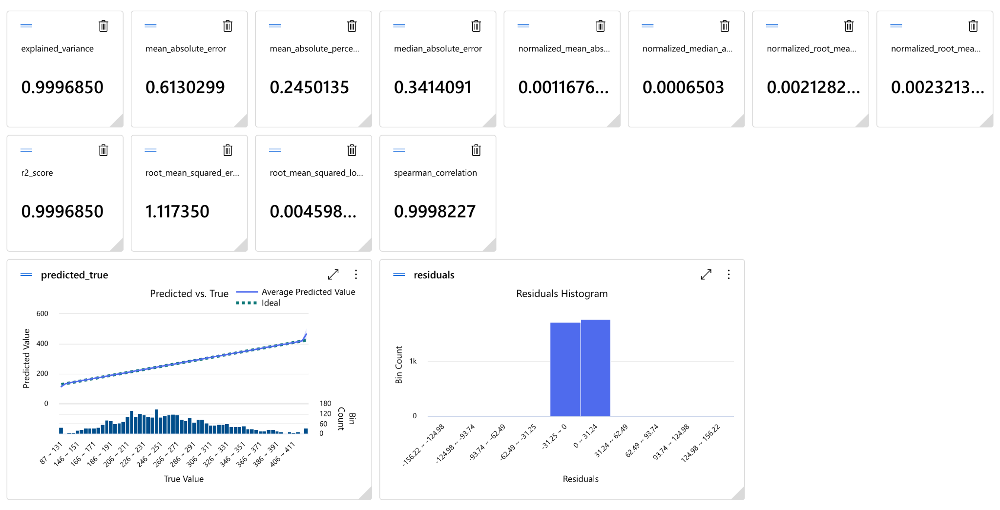 explained_variance
0.9996850
mean_absolute_error
0.6130299
mean_absolute_perce...
0.2450135
median_absolute_error
0.3414091
normalized_mean_abs...
0.0011676...
normalized_median_a...
0.0006503
normalized_root_mea...
0.0021282...
normalized_root_mea...
0.0023213...
r2_score
0.9996850
root_mean_squared_er...
1.117350
root_mean_squared_lo...
0.004598...
spearman_correlation
0.9998227
predicted_true
Predicted vs. True
Average Predicted Value
Ideal
Predicted Value
600
400
200
0
180
120
60
0
Bin
Count
87 ~ 131
146 ~ 151
166 ~ 171
186 ~ 191
206 ~ 211
226 ~ 231
246 ~ 251
266 ~ 271
286 ~ 291
306 ~ 311
326 ~ 331
346 ~ 351
366 ~ 371
386 ~ 391
406 ~ 411
True Value
residuals
Residuals Histogram
Bin Count
1k
0
-156.22 ~ -124.98
-124.98 ~ -93.74
-93.74 ~ -62.49
-62.49 ~ -31.25
-31.25 ~ 0
0 ~ 31.24
31.24 ~ 62.49
62.49 ~ 93.74
93.74 ~ 124.98
124.98 ~ 156.22
Residuals